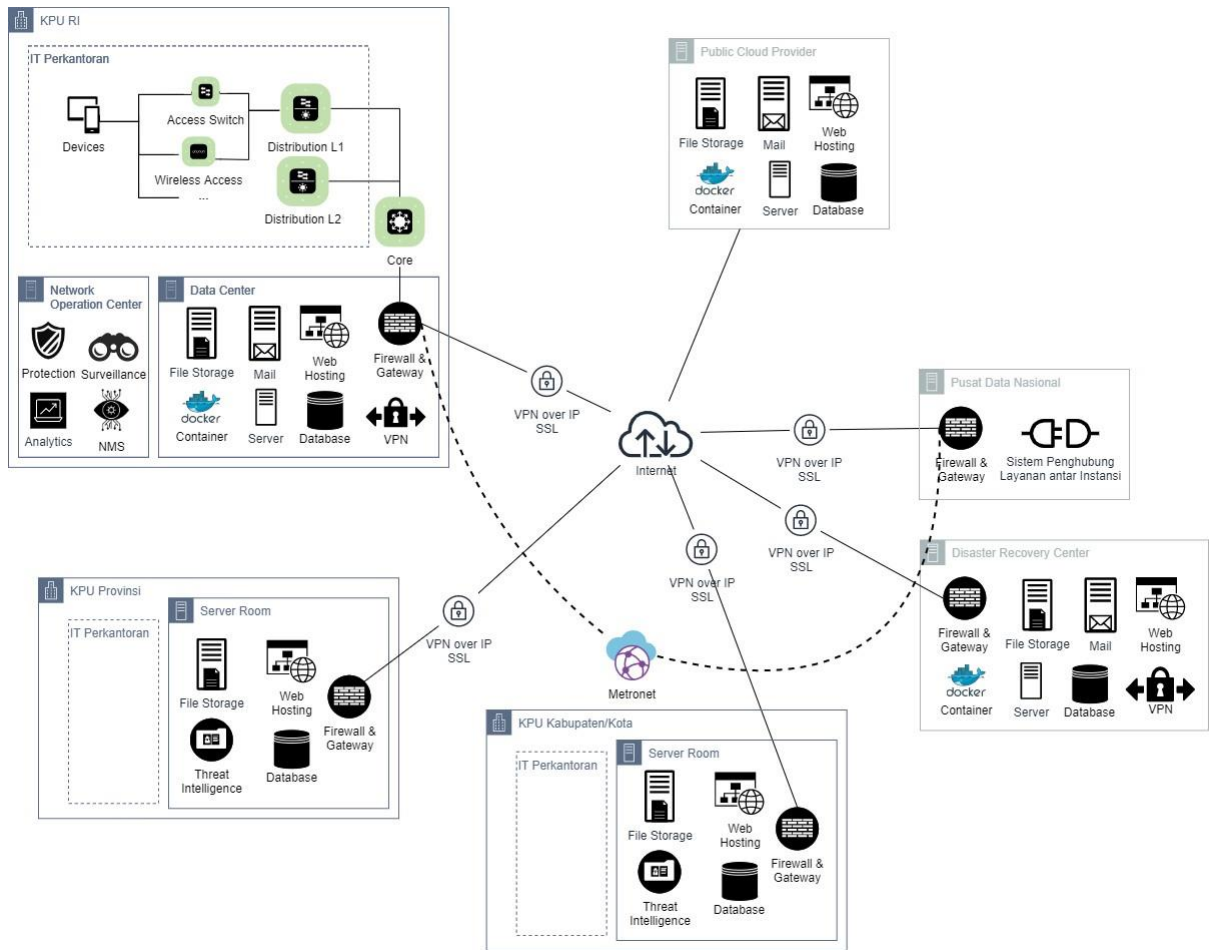 KPU RI
IT Perkantoran
Devices
Access Switch
Wireless Access
...
Distribution L1
Distribution L2
Core
Network
Operation Center
Protection
Surveillance
Analytics
NMS
Data Center
File Storage
Mail
Web
Hosting
Firewall &
Gateway
docker
Container
Server
Database
VPN
VPN over IP
SSL
Internet
Public Cloud Provider
File Storage
Mail
Web
Hosting
docker
Container
Server
Database
VPN over IP
SSL
Pusat Data Nasional
Firewall &
Gateway
Sistem Penghubung
Layanan antar Instansi
VPN over IP
SSL
Disaster Recovery Center
Firewall &
Gateway
File Storage
Mail
Web
Hosting
docker
Container
Server
Database
VPN
VPN over IP
SSL
VPN over IP
SSL
Metronet
KPU Provinsi
IT Perkantoran
Server Room
File Storage
Web
Hosting
Firewall &
Gateway
Threat
Intelligence
Database
KPU Kabupaten/Kota
IT Perkantoran
Server Room
File Storage
Web
Hosting
Firewall &
Gateway
Threat
Intelligence
Database